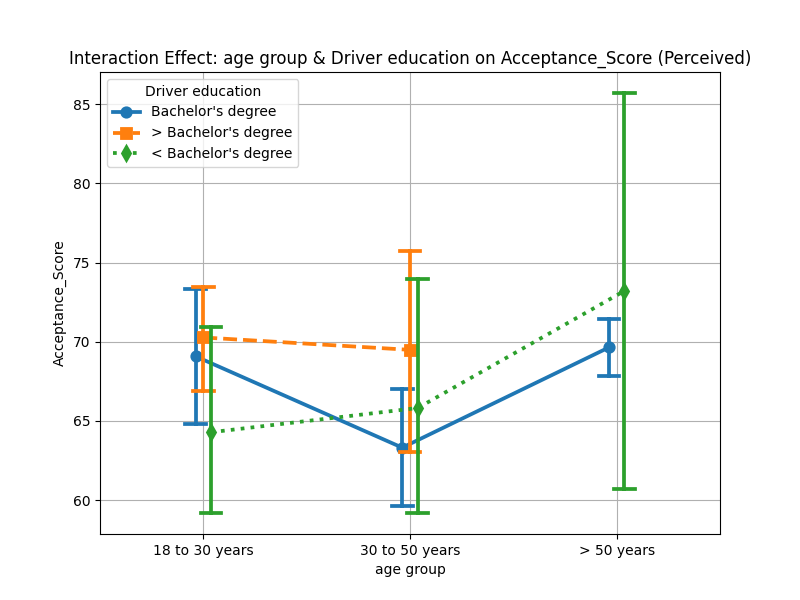 Interaction Effect: age group & Driver education on Acceptance_Score (Perceived)
Driver education
Bachelor's degree
> Bachelor's degree
< Bachelor's degree
85
80
75
70
65
60
Acceptance_Score
18 to 30 years
30 to 50 years
> 50 years
age group